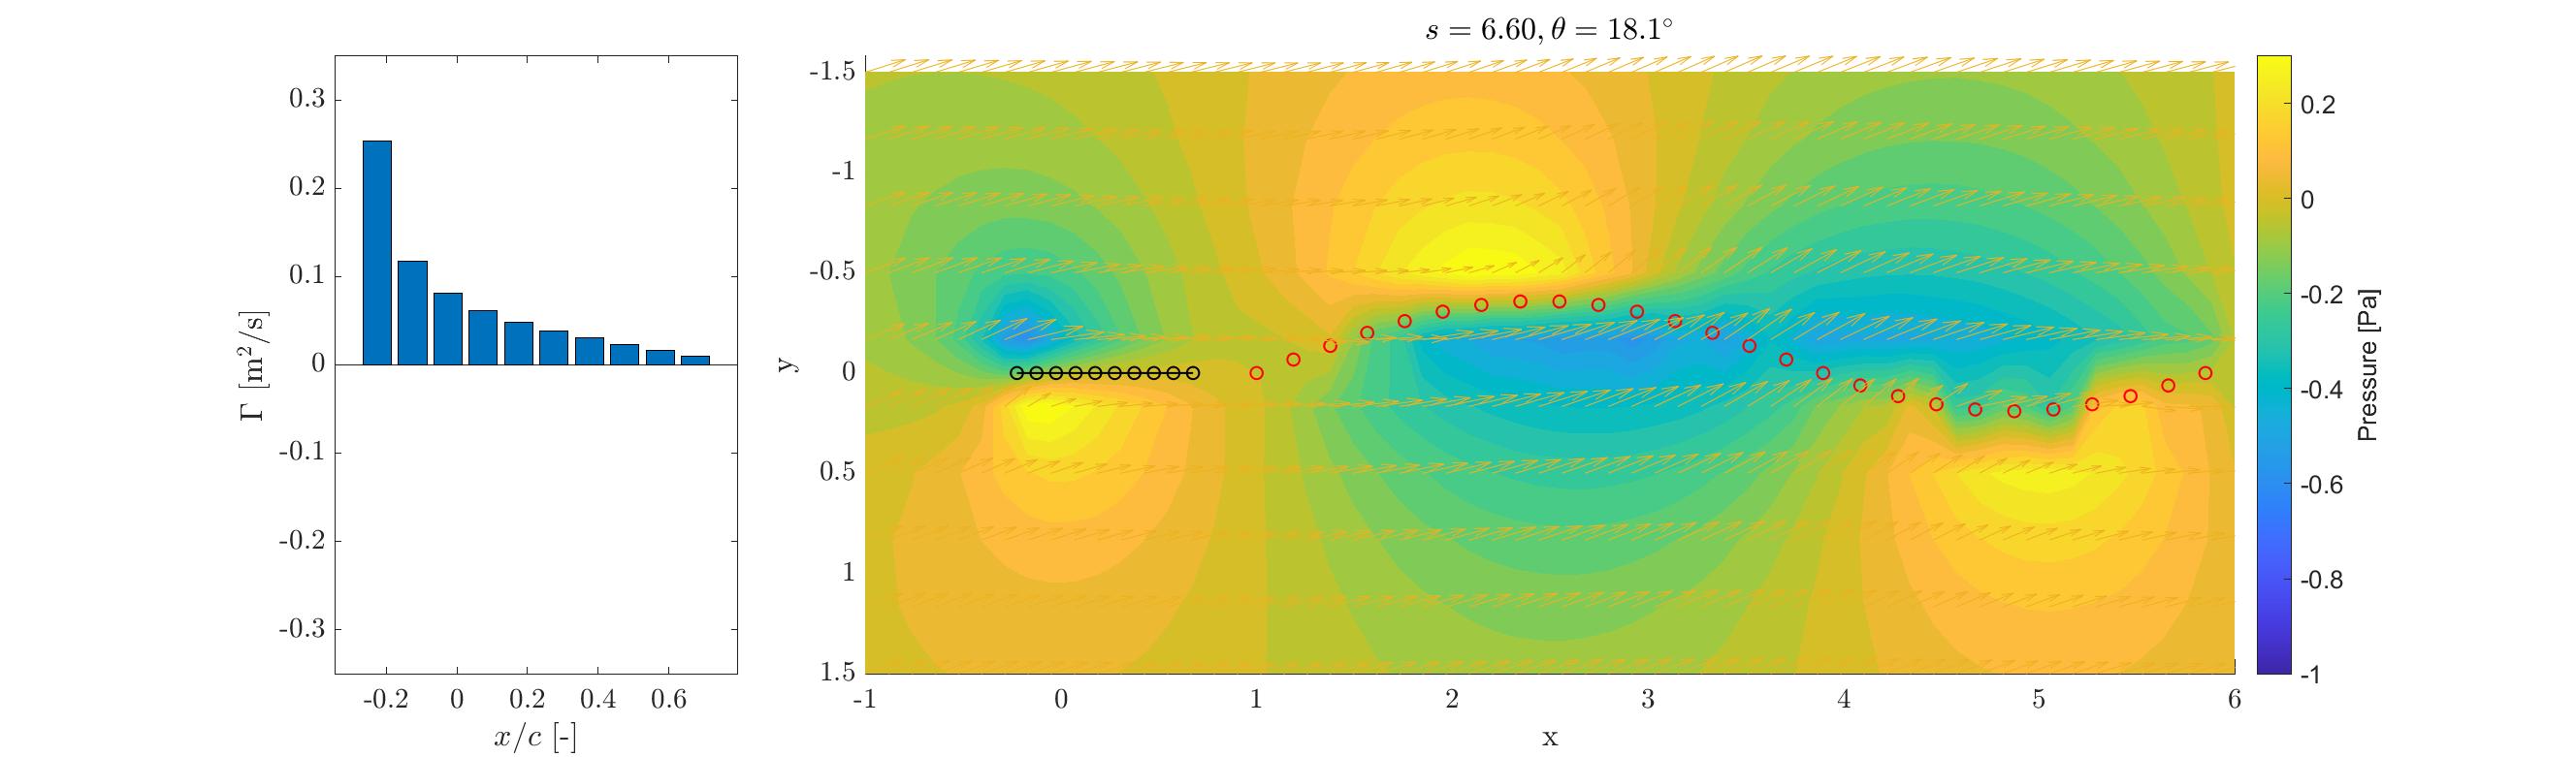 s = 6.60, θ = 18.1°
0.3
0.2
0.1
0
-0.1
-0.2
-0.3
Γ [m²/s]
-0.2 0 0.2 0.4 0.6
x/c [-]
-1.5
-1
-0.5
0
0.5
1
1.5
y
-1 0 1 2 3 4 5 6
x
0.2
0
-0.2
-0.4
-0.6
-0.8
-1
Pressure [Pa]